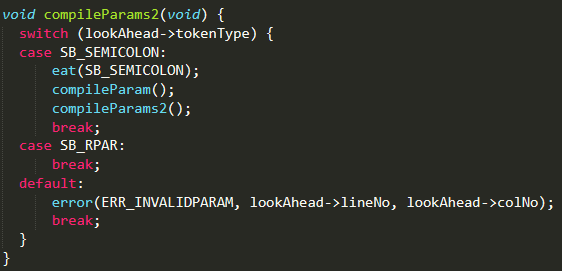 void compileParams2(void) {
  switch (lookAhead->tokenType) {
  case SB_SEMICOLON:
      eat(SB_SEMICOLON);
      compileParam();
      compileParams2();
      break;
  case SB_RPAR:
      break;
  default:
      error(ERR_INVALIDPARAM, lookAhead->lineNo, lookAhead->colNo);
      break;
  }
}